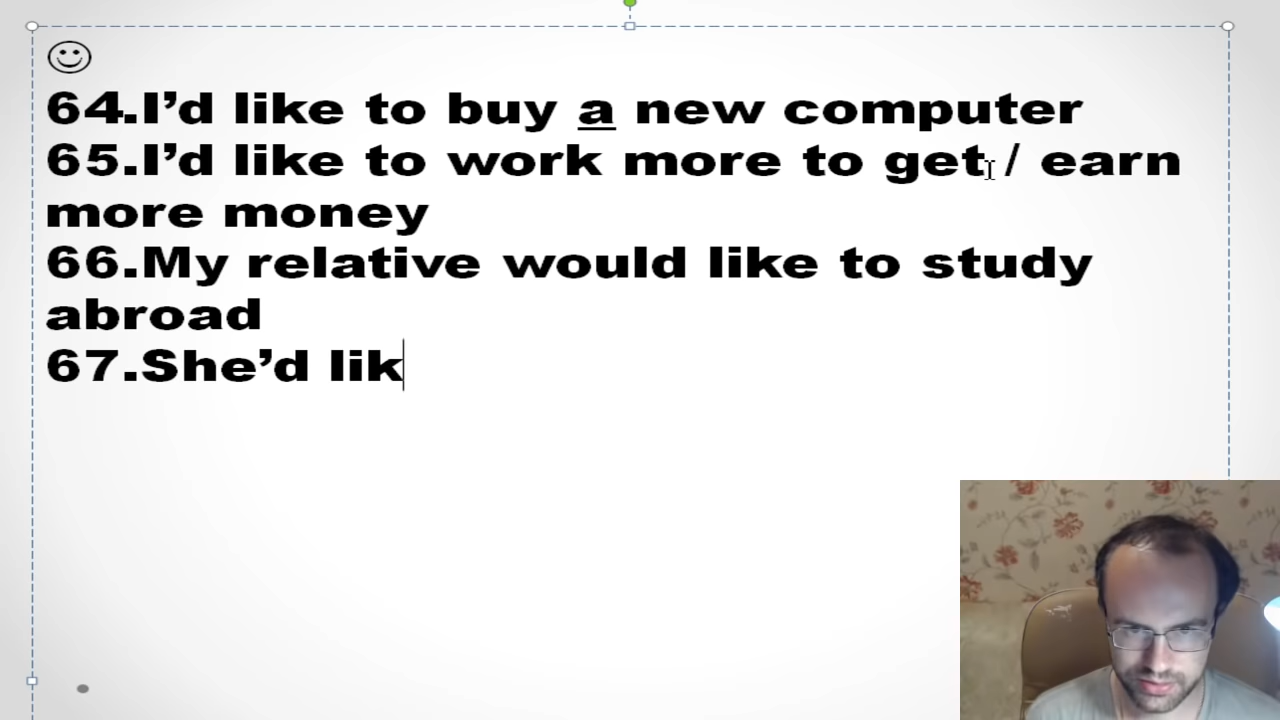 ☺
64.I’d like to buy a new computer
65.I’d like to work more to get / earn
more money
66.My relative would like to study
abroad
67.She’d lik